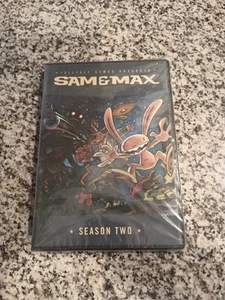 TELLTALE GAMES PRESENTS
SAM&MAX
★ SEASON TWO ★